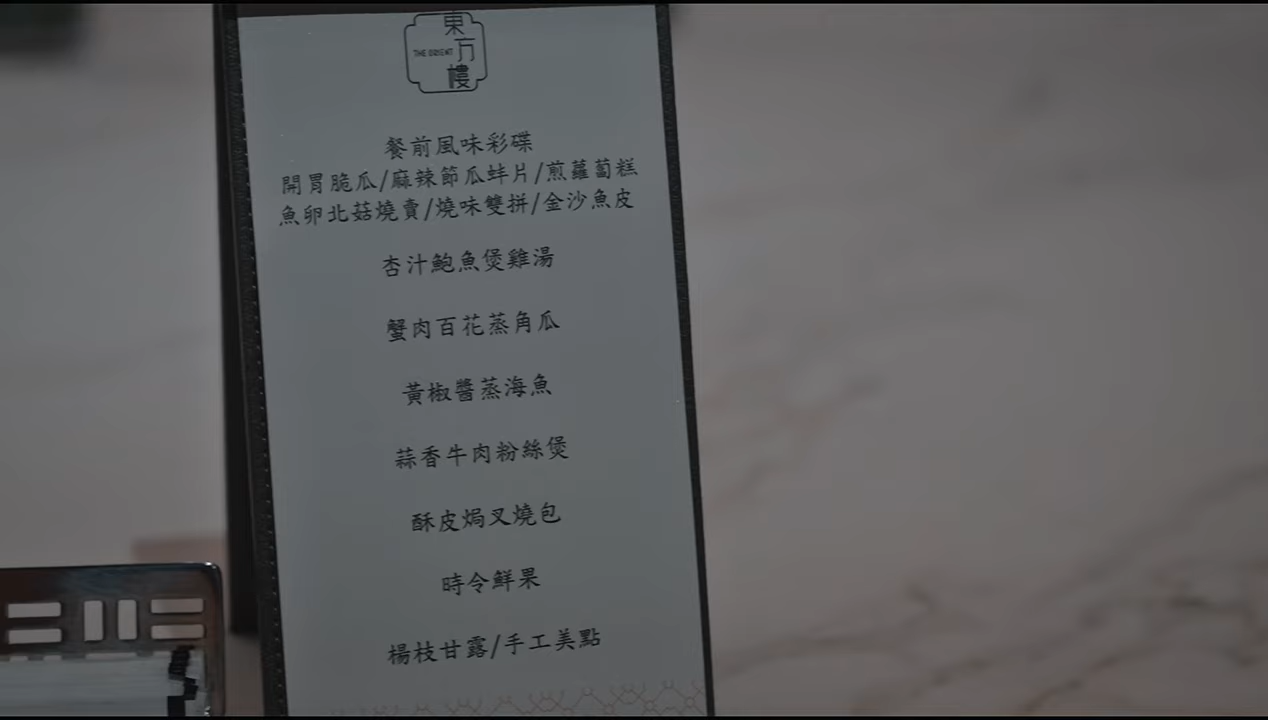 東方樓
THE ORIENT
餐前風味彩碟
開胃脆瓜/麻辣節瓜蚌片/煎蘿蔔糕
魚卵北菇燒賣/燒味雙拼/金沙魚皮
杏汁鮑魚煲雞湯
蟹肉百花蒸角瓜
黃椒醬蒸海魚
蒜香牛肉粉絲煲
酥皮焗叉燒包
時令鮮果
楊枝甘露/手工美點